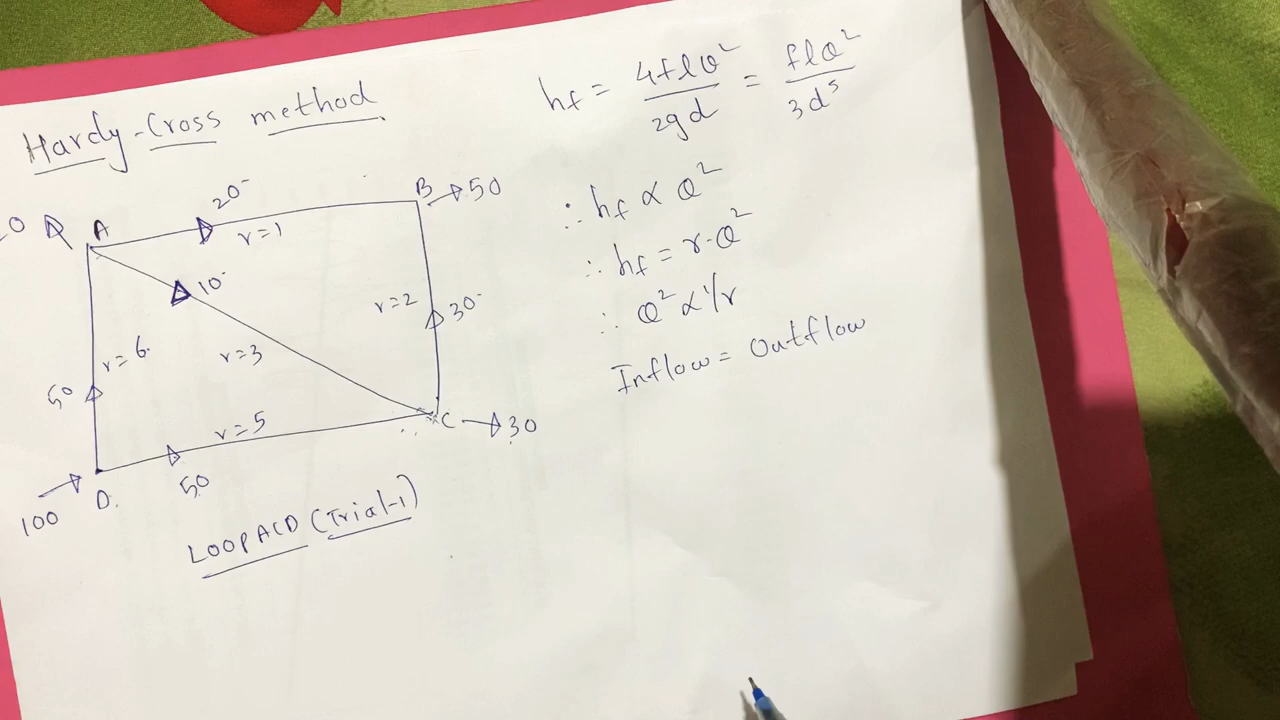 Hardy-Cross method
hf = 4flQ² / 2gd = flQ² / 3d⁵
∴ hf ∝ Q²
∴ hf = r·Q²
∴ Q² ∝ 1/r
Inflow = Outflow
A
20
r=1
B
50
10
r=2
30
r=6
r=3
50
r=5
C
30
50
100
D.
LOOP ACD (Trial-1)